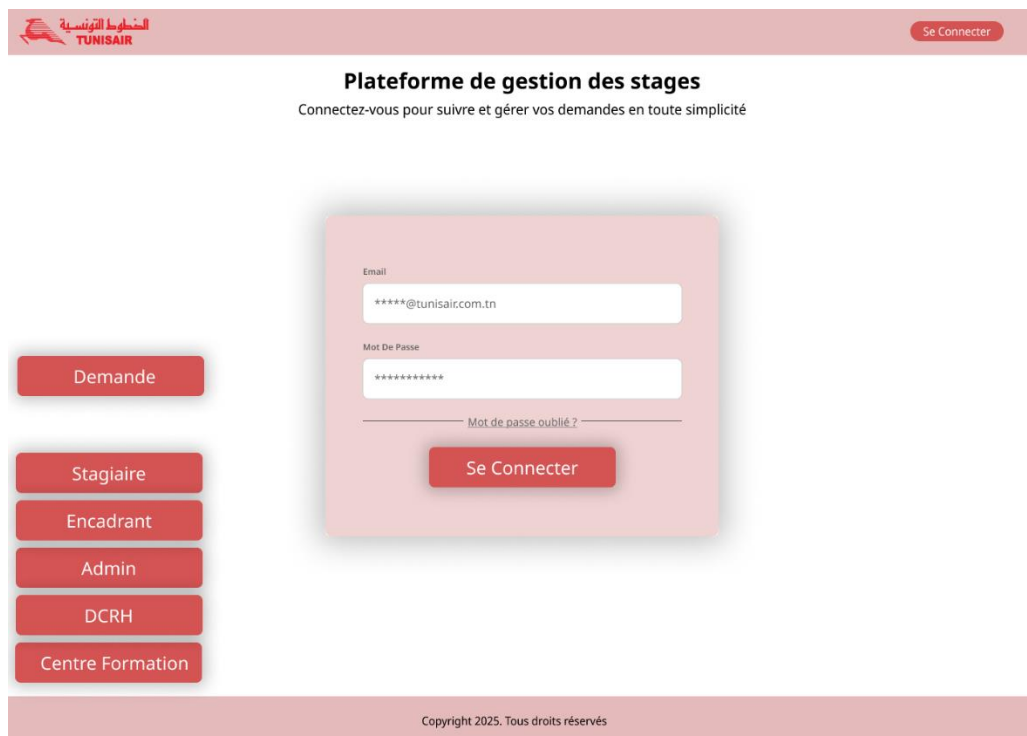 الخطوط التونسية
TUNISAIR
Se Connecter
Plateforme de gestion des stages
Connectez-vous pour suivre et gérer vos demandes en toute simplicité
Email
*****@tunisair.com.tn
Mot De Passe
***********
Mot de passe oublié ?
Se Connecter
Demande
Stagiaire
Encadrant
Admin
DCRH
Centre Formation
Copyright 2025. Tous droits réservés